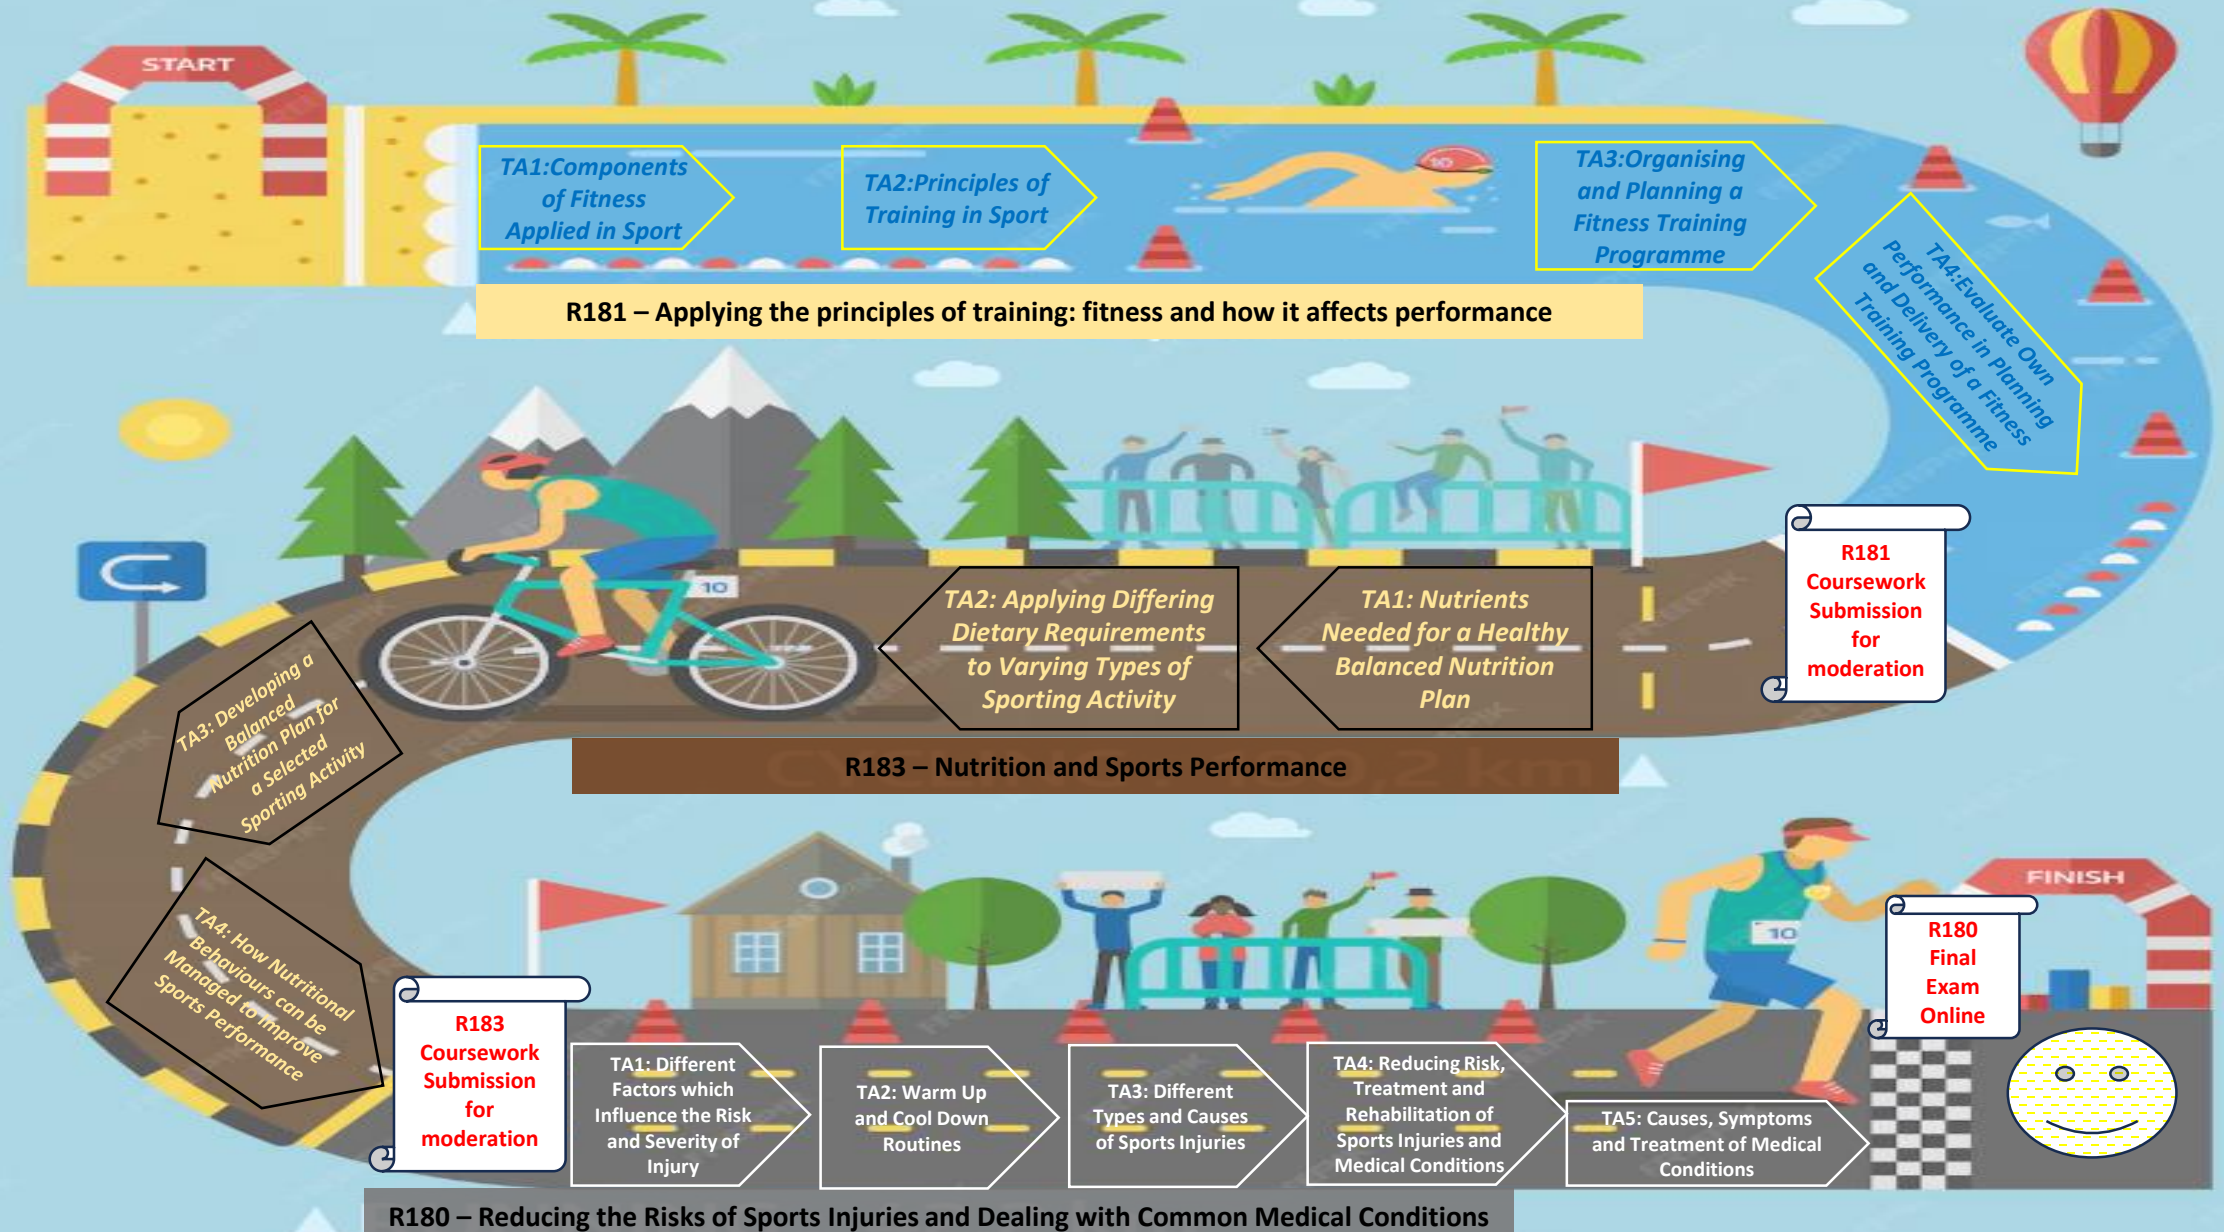 START
TA1:Components
of Fitness
Applied in Sport
TA2:Principles of
Training in Sport
10
TA3:Organising
and Planning a
Fitness Training
Programme
TA4:Evaluate Own
Performance in Planning
and Delivery of a Fitness
Training Programme
R181 – Applying the principles of training: fitness and how it affects performance
R181
Coursework
Submission
for
moderation
TA1: Nutrients
Needed for a Healthy
Balanced Nutrition
Plan
TA2: Applying Differing
Dietary Requirements
to Varying Types of
Sporting Activity
10
TA3: Developing a
Balanced
Nutrition Plan for
a Selected
Sporting Activity
R183 – Nutrition and Sports Performance
TA4: How Nutritional
Behaviours can be
Managed to Improve
Sports Performance
R183
Coursework
Submission
for
moderation
TA1: Different
Factors which
Influence the Risk
and Severity of
Injury
TA2: Warm Up
and Cool Down
Routines
TA3: Different
Types and Causes
of Sports Injuries
TA4: Reducing Risk,
Treatment and
Rehabilitation of
Sports Injuries and
Medical Conditions
TA5: Causes, Symptoms
and Treatment of Medical
Conditions
10
FINISH
R180
Final
Exam
Online
R180 – Reducing the Risks of Sports Injuries and Dealing with Common Medical Conditions